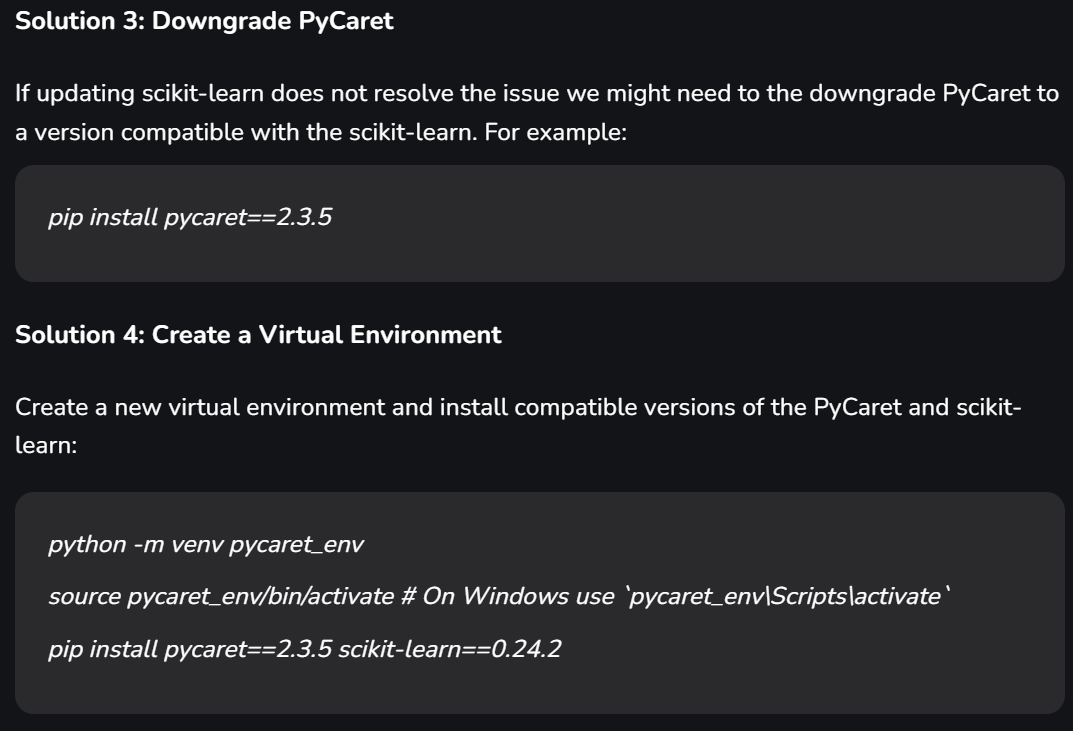 Solution 3: Downgrade PyCaret
If updating scikit-learn does not resolve the issue we might need to the downgrade PyCaret to
a version compatible with the scikit-learn. For example:
pip install pycaret==2.3.5
Solution 4: Create a Virtual Environment
Create a new virtual environment and install compatible versions of the PyCaret and scikit-
learn:
python -m venv pycaret_env
source pycaret_env/bin/activate # On Windows use `pycaret_env\Scripts\activate`
pip install pycaret==2.3.5 scikit-learn==0.24.2